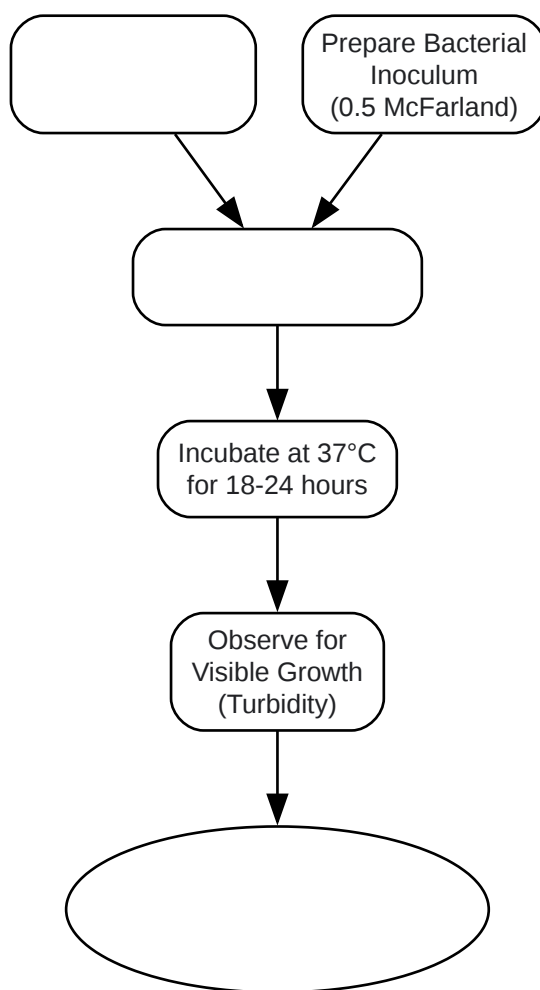 Prepare Bacterial
Inoculum
(0.5 McFarland)
Incubate at 37°C
for 18-24 hours
Observe for
Visible Growth
(Turbidity)